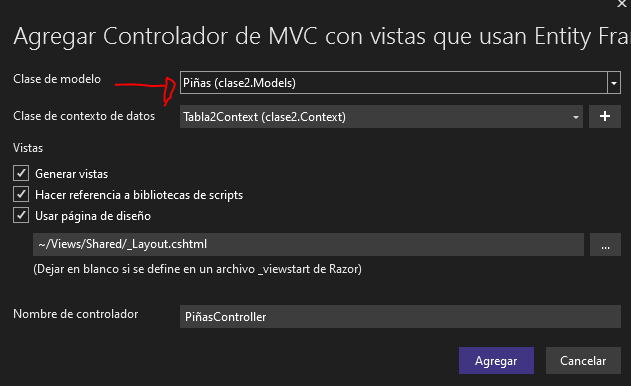 Agregar Controlador de MVC con vistas que usan Entity Fra
Clase de modelo
Piñas (clase2.Models)
Clase de contexto de datos
Tabla2Context (clase2.Context)
+
Vistas
Generar vistas
Hacer referencia a bibliotecas de scripts
Usar página de diseño
~/Views/Shared/_Layout.cshtml
...
(Dejar en blanco si se define en un archivo _viewstart de Razor)
Nombre de controlador
PiñasController
Agregar
Cancelar